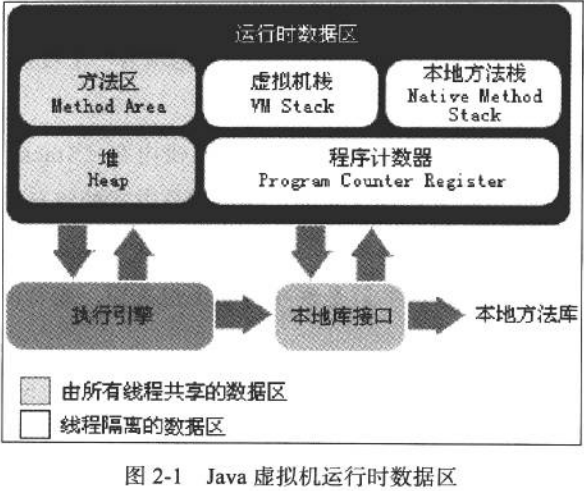 运行时数据区
方法区
Method Area
虚拟机栈
VM Stack
本地方法栈
Native Method
Stack
堆
Heap
程序计数器
Program Counter Register
执行引擎
本地库接口
本地方法库
由所有线程共享的数据区
线程隔离的数据区
图 2-1 Java 虚拟机运行时数据区